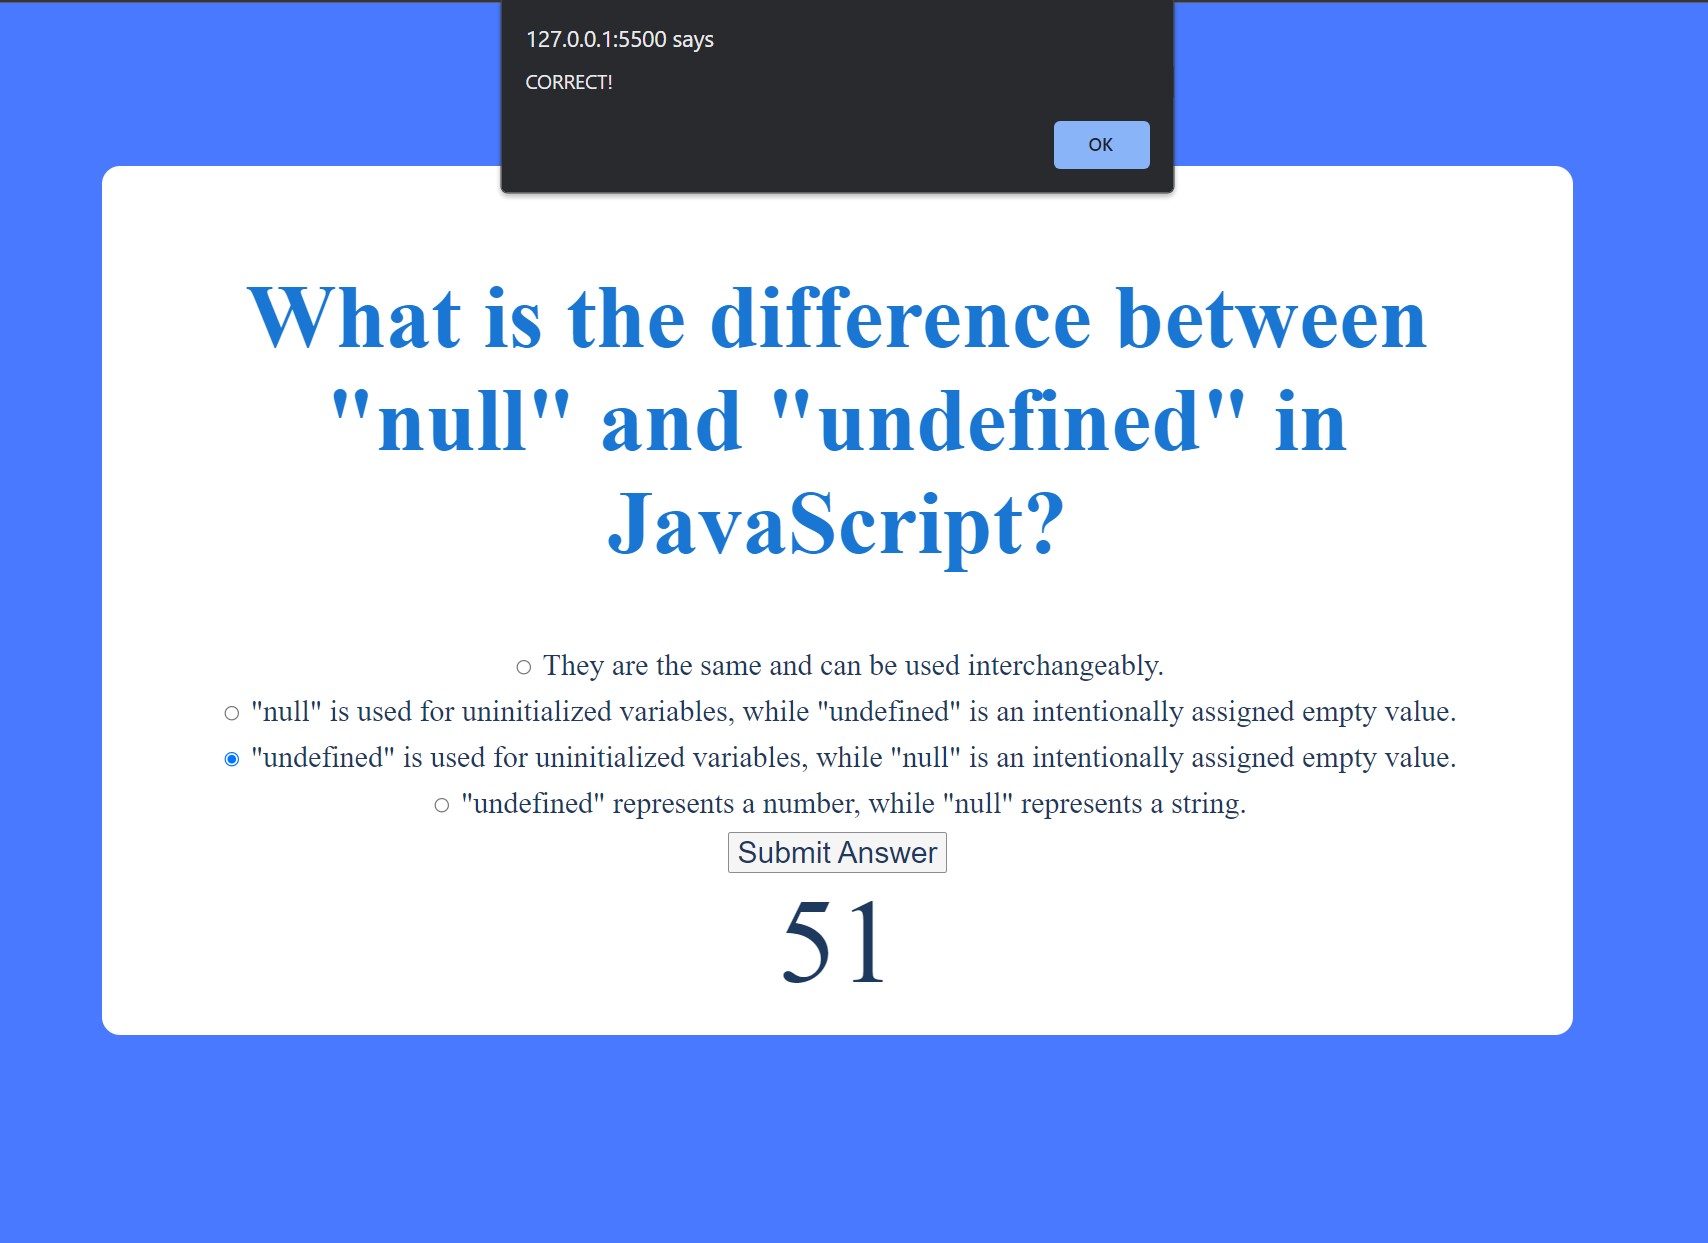 127.0.0.1:5500 says
CORRECT!
OK
What is the difference between
"null" and "undefined" in
JavaScript?
They are the same and can be used interchangeably.
"null" is used for uninitialized variables, while "undefined" is an intentionally assigned empty value.
"undefined" is used for uninitialized variables, while "null" is an intentionally assigned empty value.
"undefined" represents a number, while "null" represents a string.
Submit Answer
51